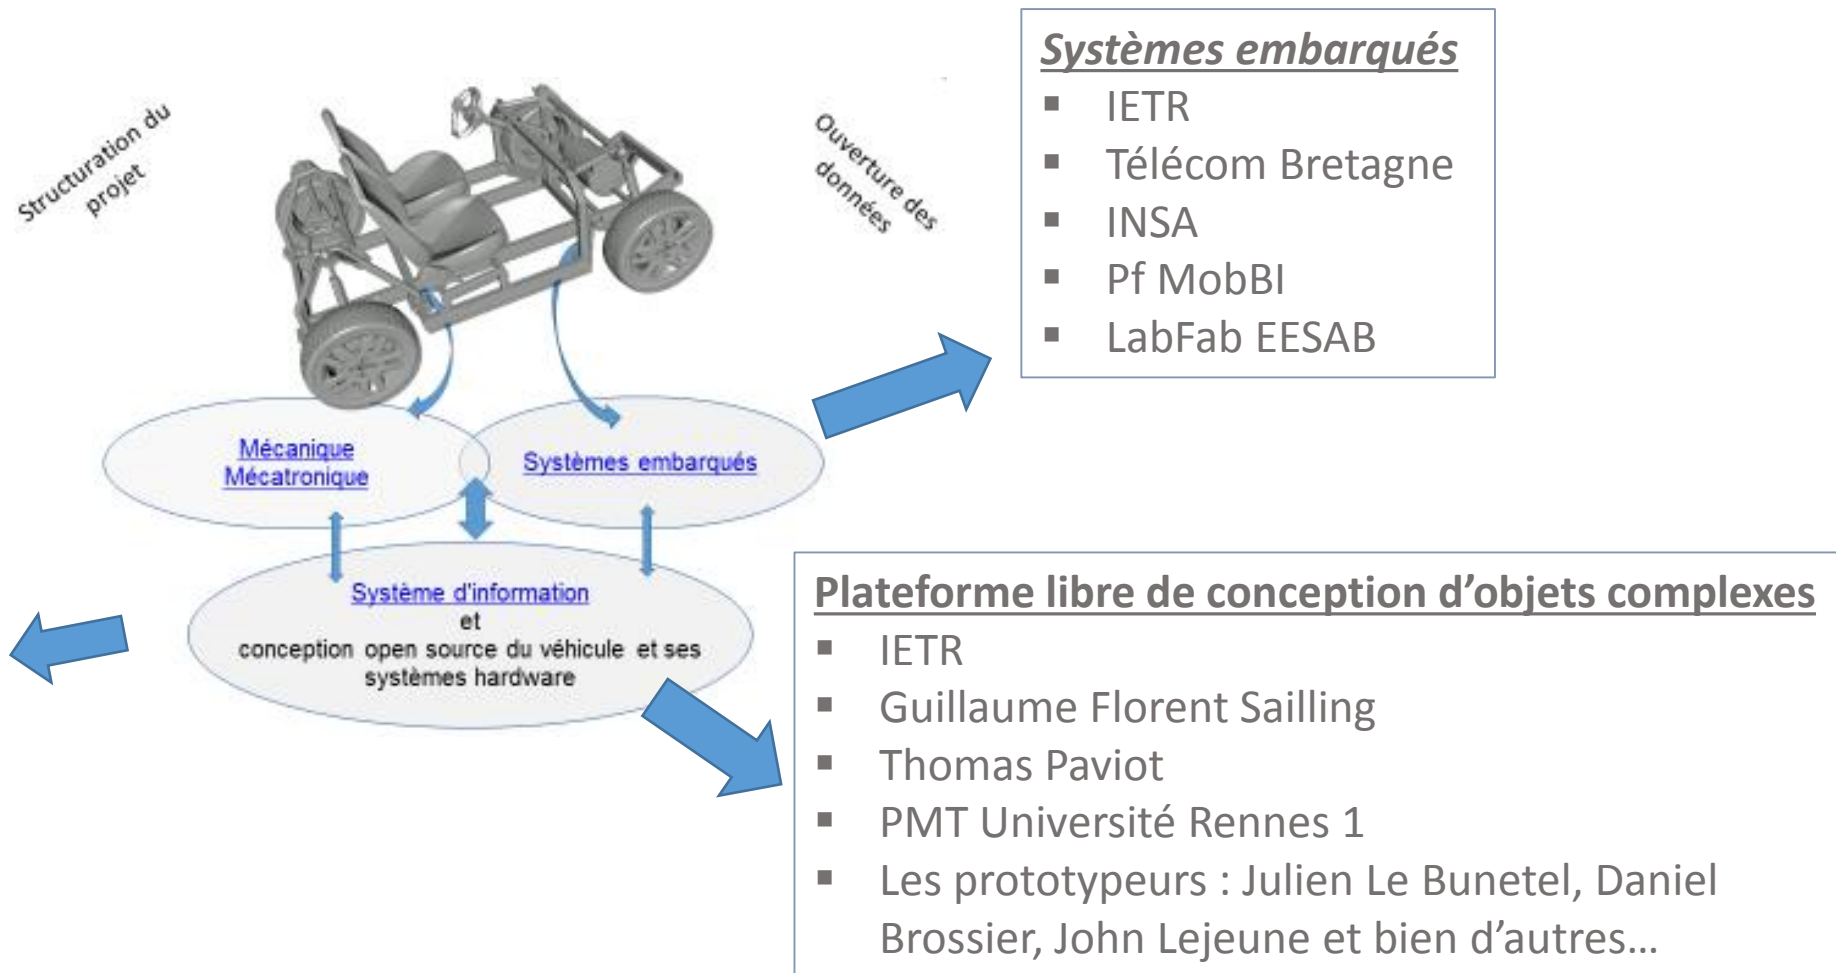 Structuration du
projet
Ouverture des
données
Mécanique
Mécatronique
Systèmes embarqués
Système d'information
et
conception open source du véhicule et ses
systèmes hardware
Systèmes embarqués
▪ IETR
▪ Télécom Bretagne
▪ INSA
▪ Pf MobBI
▪ LabFab EESAB
Plateforme libre de conception d’objets complexes
▪ IETR
▪ Guillaume Florent Sailling
▪ Thomas Paviot
▪ PMT Université Rennes 1
▪ Les prototypeurs : Julien Le Bunetel, Daniel
Brossier, John Lejeune et bien d’autres…